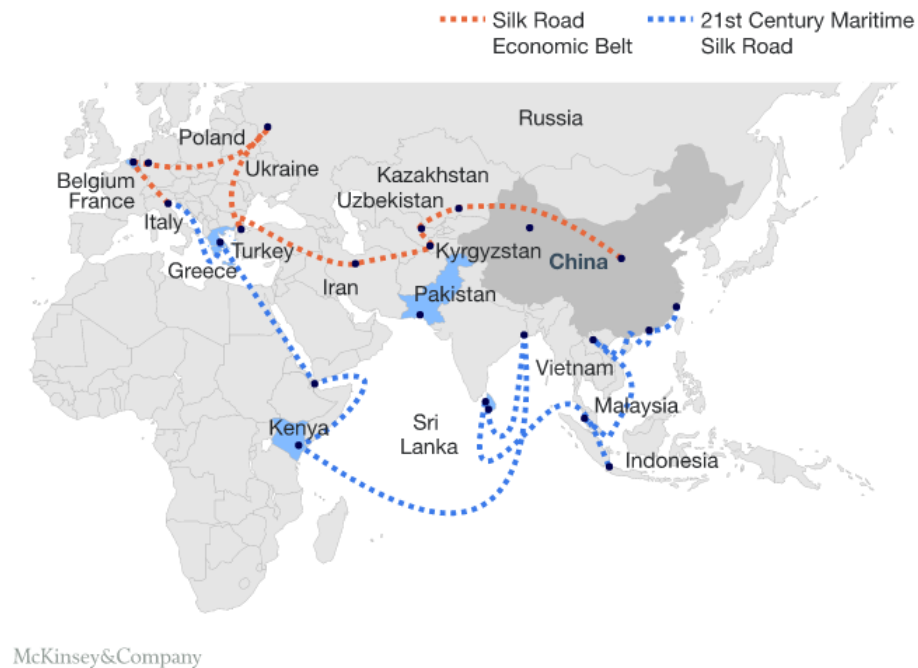 Silk Road
Economic Belt
21st Century Maritime
Silk Road
Russia
Poland
Ukraine
Kazakhstan
Belgium
France
Uzbekistan
Italy
Turkey
Kyrgyzstan
China
Greece
Iran
Pakistan
Vietnam
Malaysia
Kenya
Sri
Lanka
Indonesia
McKinsey&Company